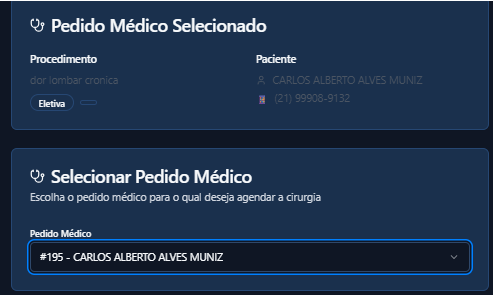 Pedido Médico Selecionado
Procedimento
Paciente
dor lombar cronica
CARLOS ALBERTO ALVES MUNIZ
Eletiva
(21) 99908-9132
Selecionar Pedido Médico
Escolha o pedido médico para o qual deseja agendar a cirurgia
Pedido Médico
#195 - CARLOS ALBERTO ALVES MUNIZ